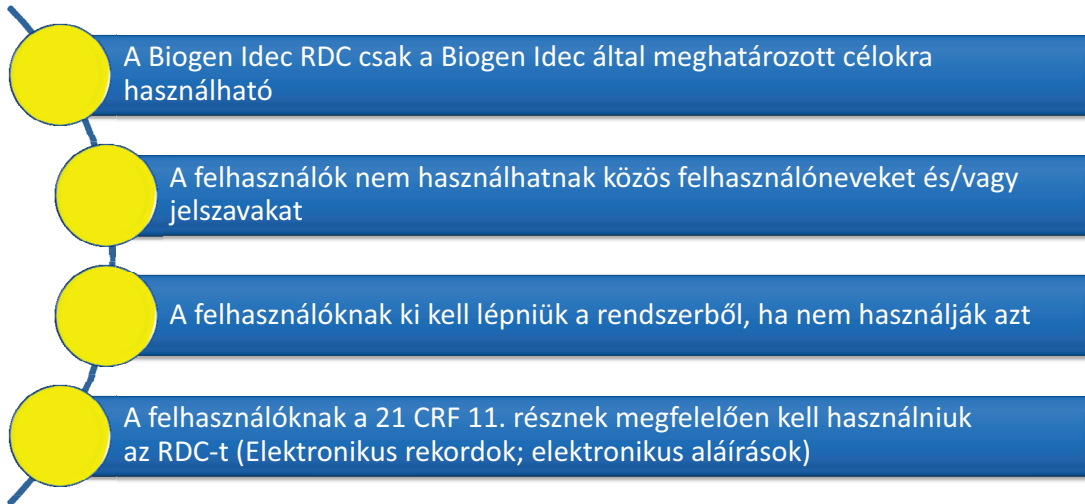 A Biogen Idec RDC csak a Biogen Idec által meghatározott célokra
használható
A felhasználók nem használhatnak közös felhasználóneveket és/vagy
jelszavakat
A felhasználóknak ki kell lépniük a rendszerből, ha nem használják azt
A felhasználóknak a 21 CRF 11. résznek megfelelően kell használniuk
az RDC-t (Elektronikus rekordok; elektronikus aláírások)